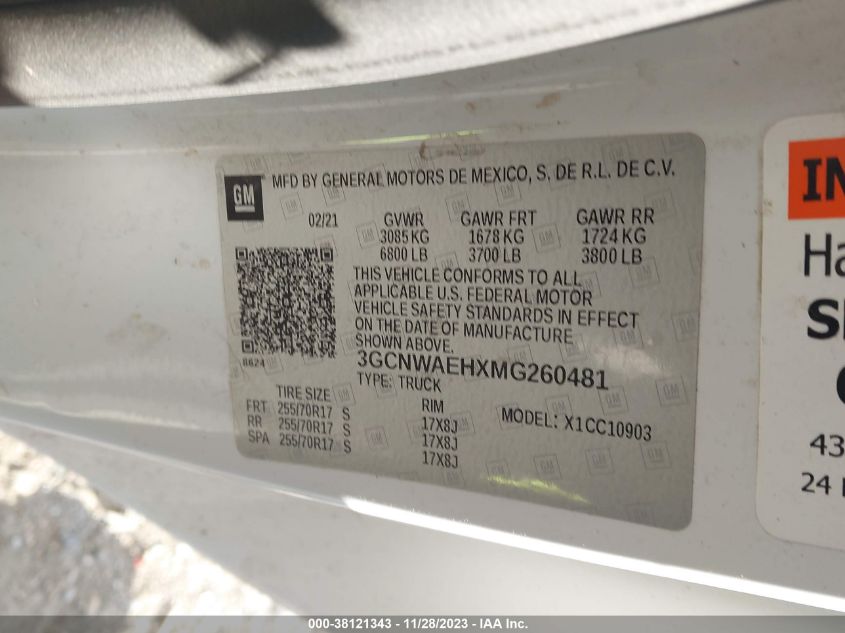 GM MFD BY GENERAL MOTORS DE MEXICO, S. DE R.L. DE C.V.
02/21 GVWR GAWR FRT GAWR RR
3085 KG 1678 KG 1724 KG
6800 LB 3700 LB 3800 LB
THIS VEHICLE CONFORMS TO ALL
APPLICABLE U.S. FEDERAL MOTOR
VEHICLE SAFETY STANDARDS IN EFFECT
ON THE DATE OF MANUFACTURE
SHOWN ABOVE.
8624
3GCNWAEHXMG260481
TYPE: TRUCK
TIRE SIZE RIM MODEL: X1CC10903
FRT 255/70R17 S 17X8J
RR 255/70R17 S 17X8J
SPA 255/70R17 S 17X8J
43
24
000-38121343 - 11/28/2023 - IAA Inc.